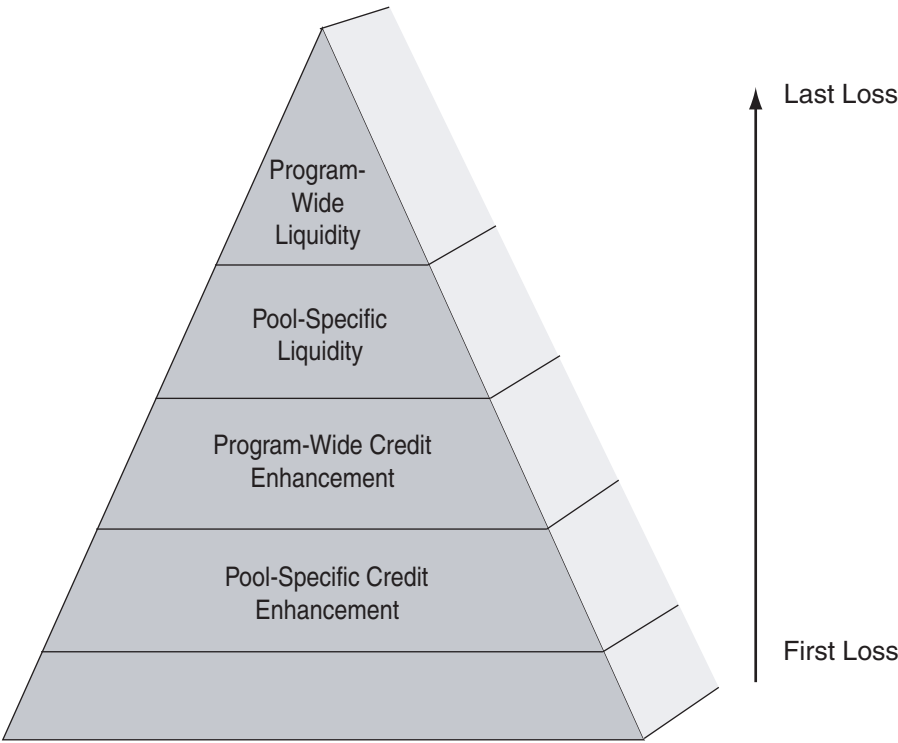 Last Loss
Program-
Wide
Liquidity
Pool-Specific
Liquidity
Program-Wide Credit
Enhancement
Pool-Specific Credit
Enhancement
First Loss